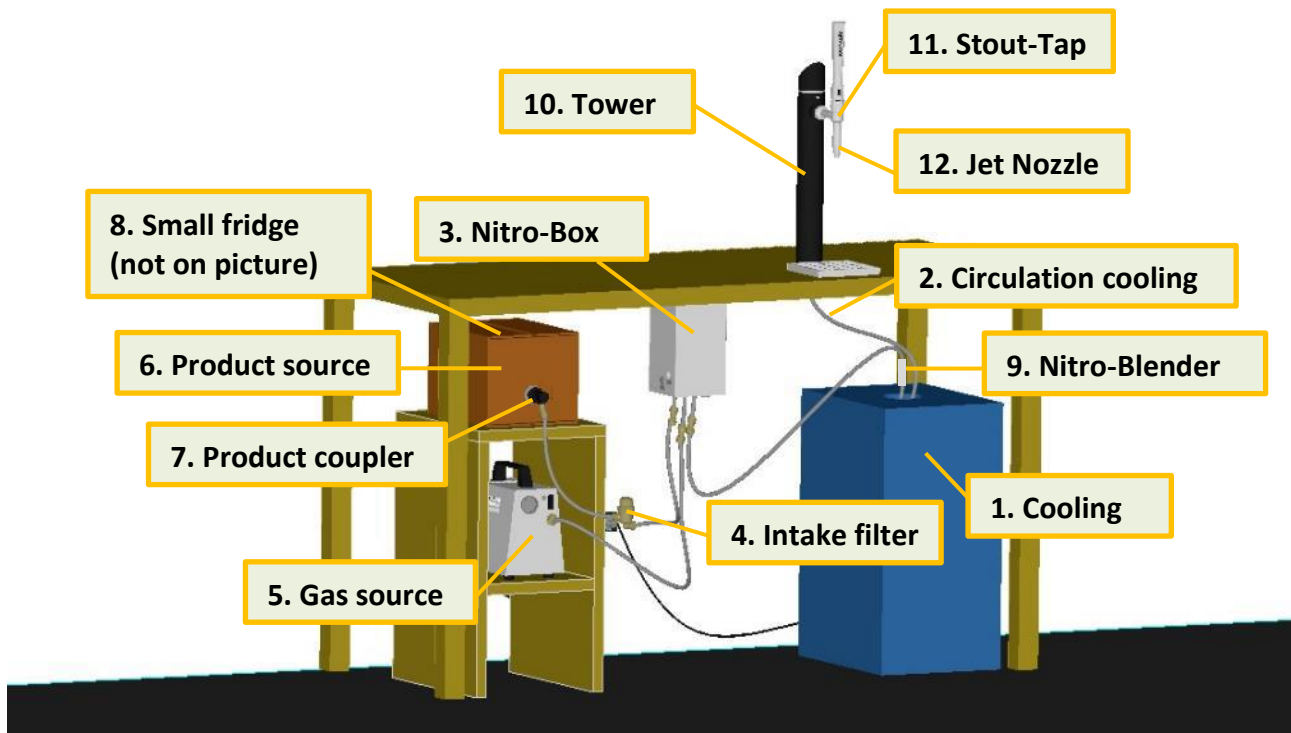 11. Stout-Tap
10. Tower
12. Jet Nozzle
8. Small fridge
(not on picture)
3. Nitro-Box
2. Circulation cooling
6. Product source
9. Nitro-Blender
7. Product coupler
1. Cooling
4. Intake filter
5. Gas source